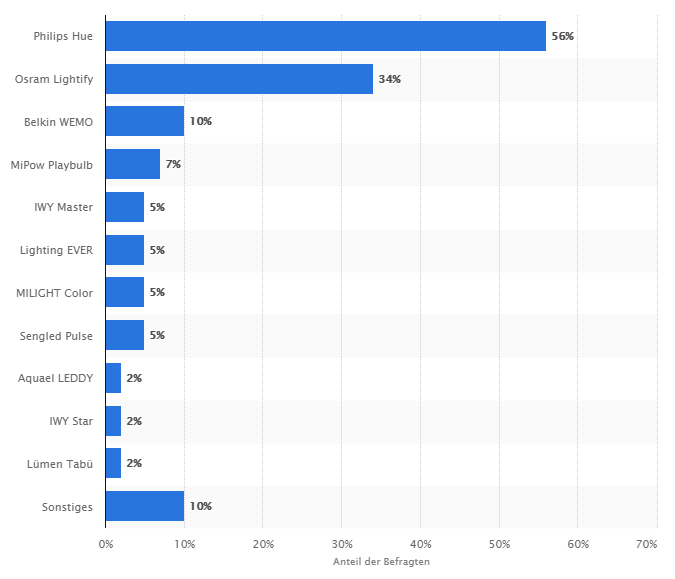 Philips Hue 56%
Osram Lightify 34%
Belkin WEMO 10%
MiPow Playbulb 7%
IWY Master 5%
Lighting EVER 5%
MILIGHT Color 5%
Sengled Pulse 5%
Aquael LEDDY 2%
IWY Star 2%
Lümen Tabü 2%
Sonstiges 10%
0% 10% 20% 30% 40% 50% 60% 70%
Anteil der Befragten